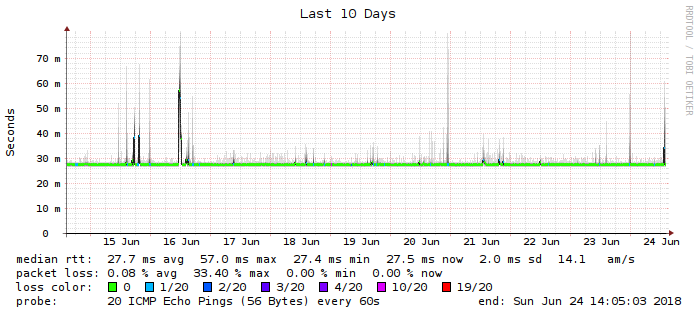 Last 10 Days
RRDTOOL / TOBI OETIKER
Seconds
70 m
60 m
50 m
40 m
30 m
20 m
10 m
0
15 Jun 16 Jun 17 Jun 18 Jun 19 Jun 20 Jun 21 Jun 22 Jun 23 Jun 24 Jun
median rtt: 27.7 ms avg 57.0 ms max 27.4 ms min 27.5 ms now 2.0 ms sd 14.1 am/s
packet loss: 0.08 % avg 33.40 % max 0.00 % min 0.00 % now
loss color: 0 1/20 2/20 3/20 4/20 10/20 19/20
probe: 20 ICMP Echo Pings (56 Bytes) every 60s end: Sun Jun 24 14:05:03 2018